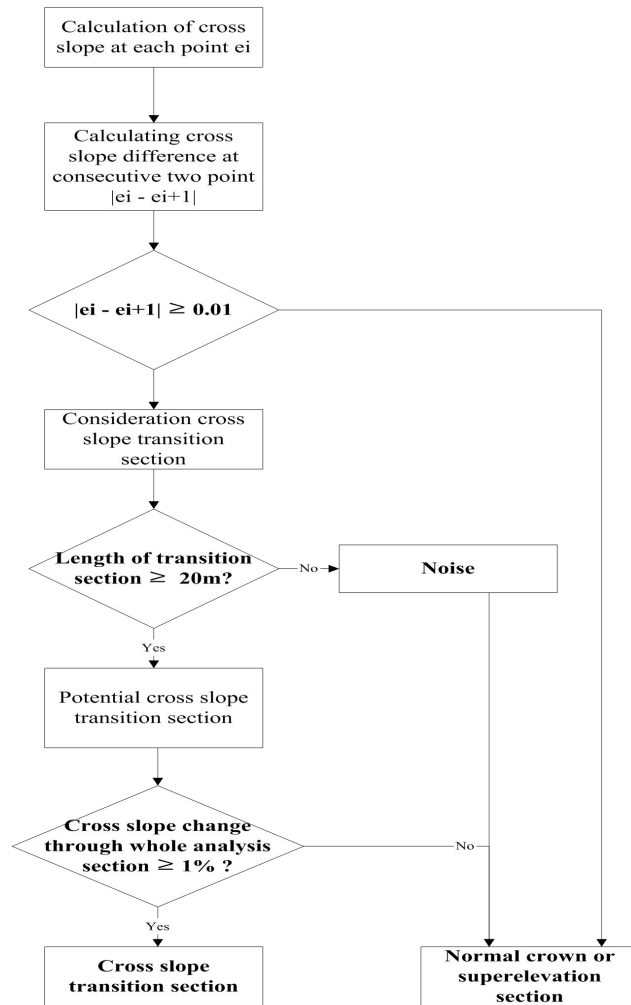 Calculation of cross
slope at each point ei
Calculating cross
slope difference at
consecutive two point
|ei - ei+1|
|ei - ei+1| ≥ 0.01
Consideration cross
slope transition
section
Length of transition
section ≥ 20m?
No
Noise
Yes
Potential cross slope
transition section
Cross slope change
through whole analysis
section ≥ 1% ?
No
Yes
Cross slope
transition section
Normal crown or
superelevation
section